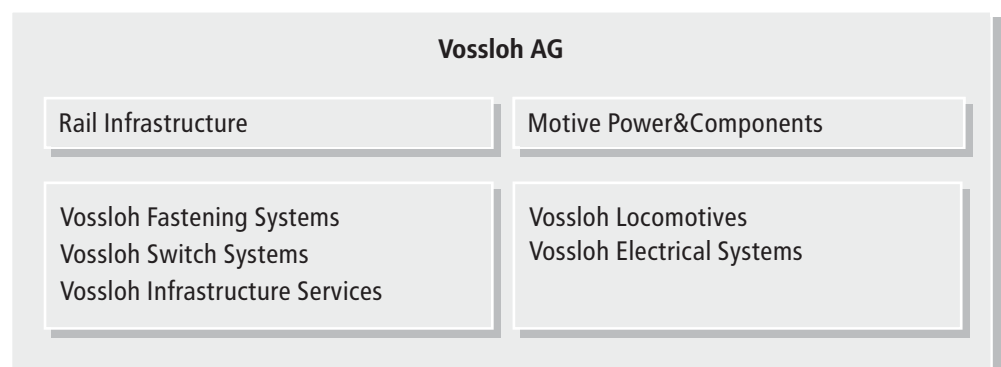 Vossloh AG
Rail Infrastructure
Motive Power&Components
Vossloh Fastening Systems
Vossloh Switch Systems
Vossloh Infrastructure Services
Vossloh Locomotives
Vossloh Electrical Systems